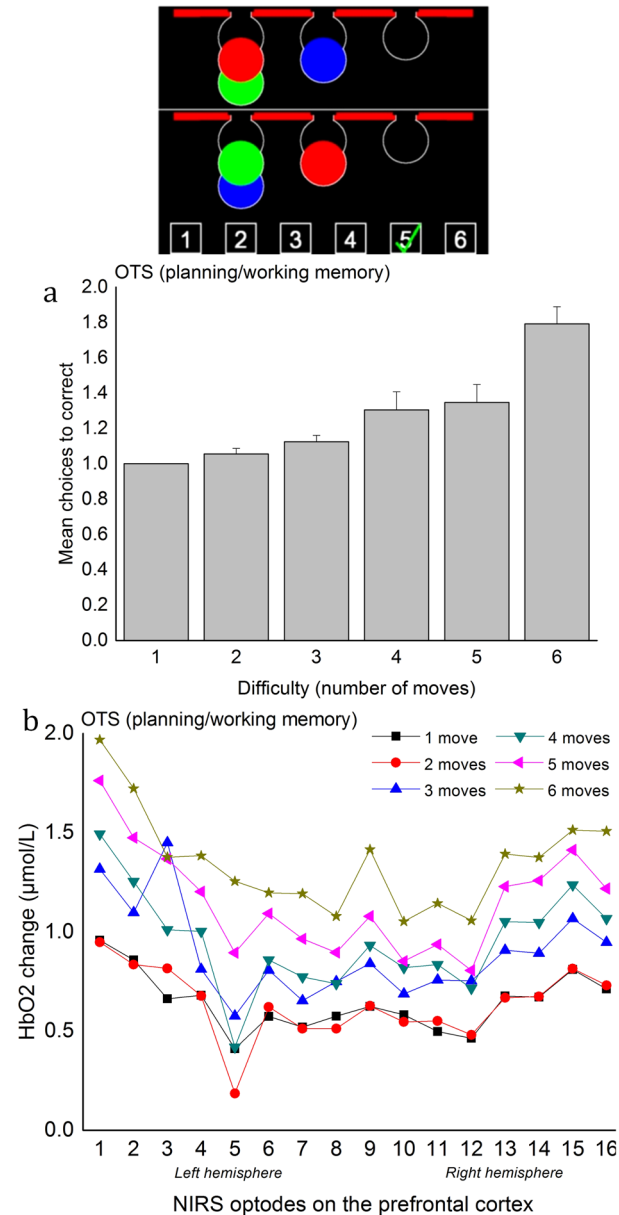 1 2 3 4 5 6
OTS (planning/working memory)
a
2.0
1.8
1.6
1.4
1.2
1.0
0.8
0.6
0.4
0.2
0.0
Mean choices to correct
1 2 3 4 5 6
Difficulty (number of moves)
b
OTS (planning/working memory)
2.0
1.5
1.0
0.5
0.0
HbO2 change (µmol/L)
1 move
2 moves
3 moves
4 moves
5 moves
6 moves
1 2 3 4 5 6 7 8 9 10 11 12 13 14 15 16
Left hemisphere Right hemisphere
NIRS optodes on the prefrontal cortex